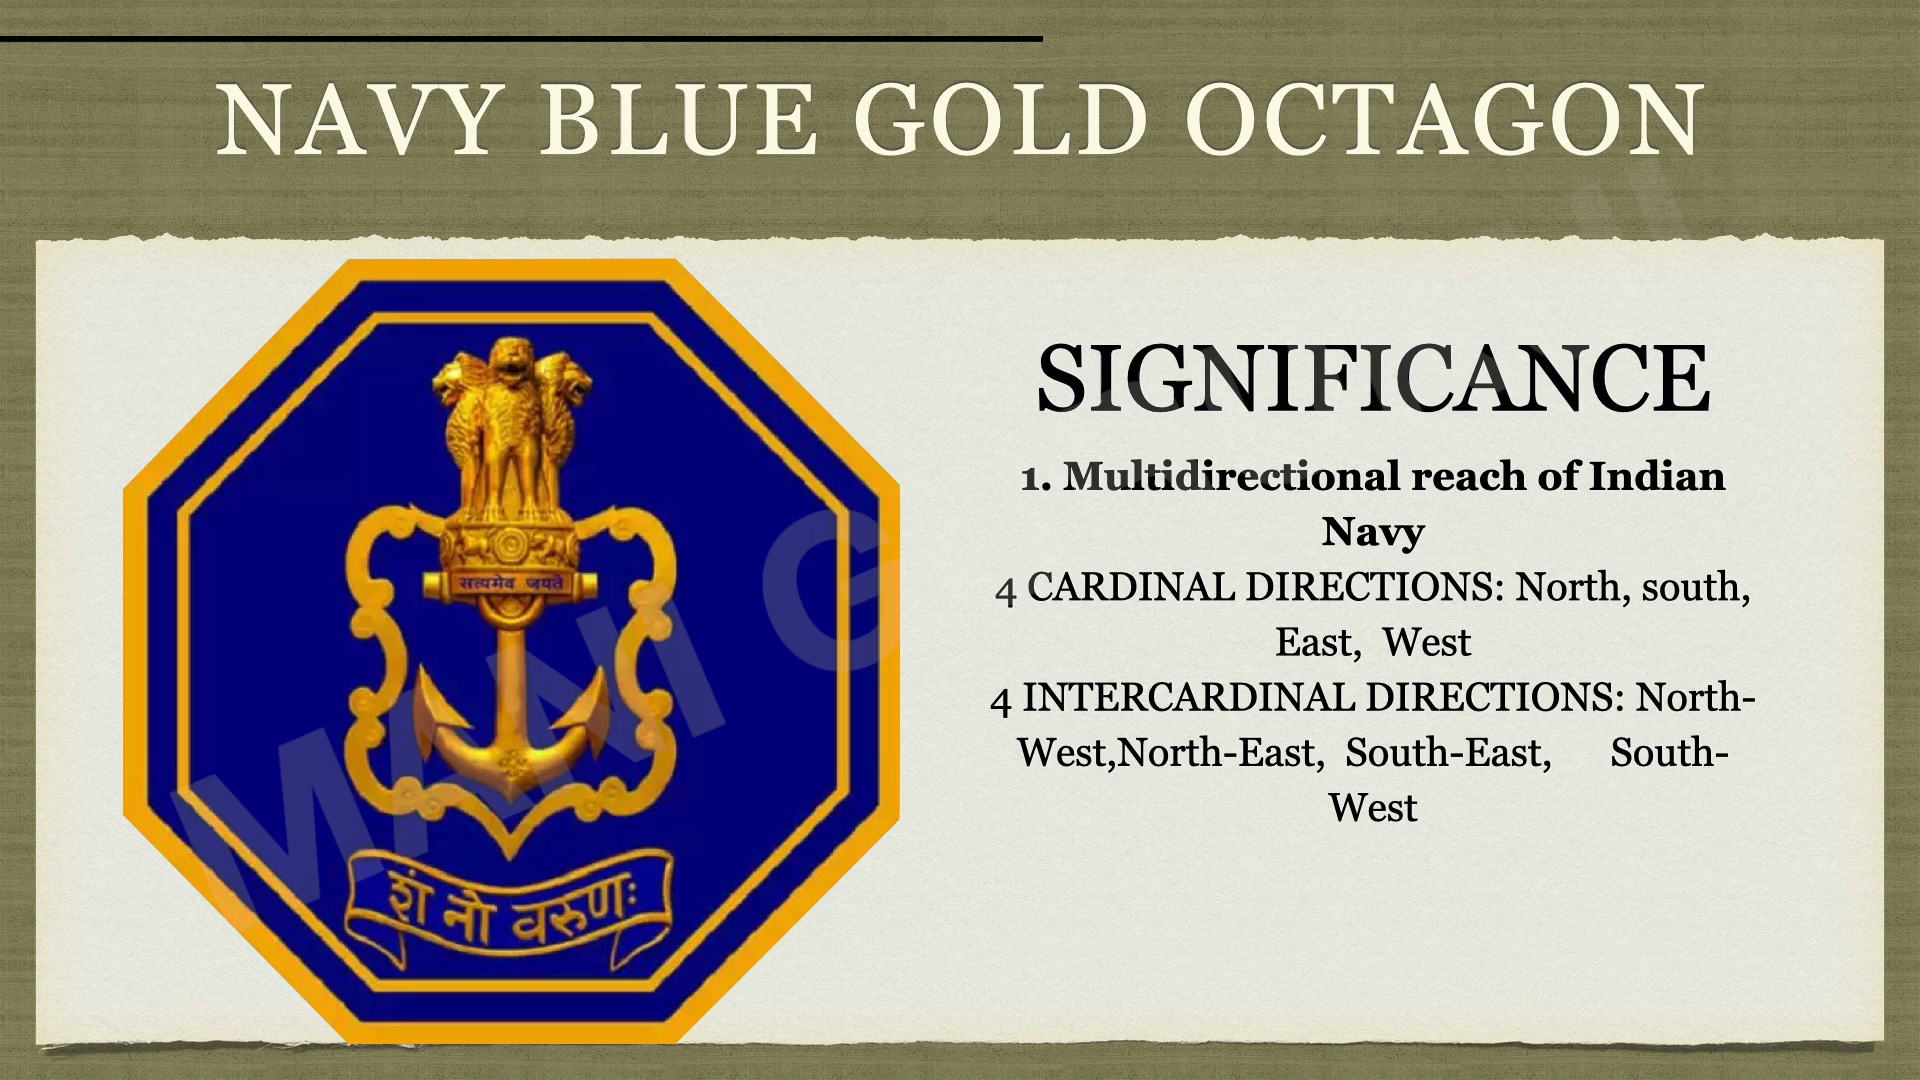 NAVY BLUE GOLD OCTAGON
सत्यमेव जयते
शं नो वरुणः
SIGNIFICANCE
1. Multidirectional reach of Indian
Navy
4 CARDINAL DIRECTIONS: North, south,
East, West
4 INTERCARDINAL DIRECTIONS: North-
West,North-East, South-East, South-
West
MANI G